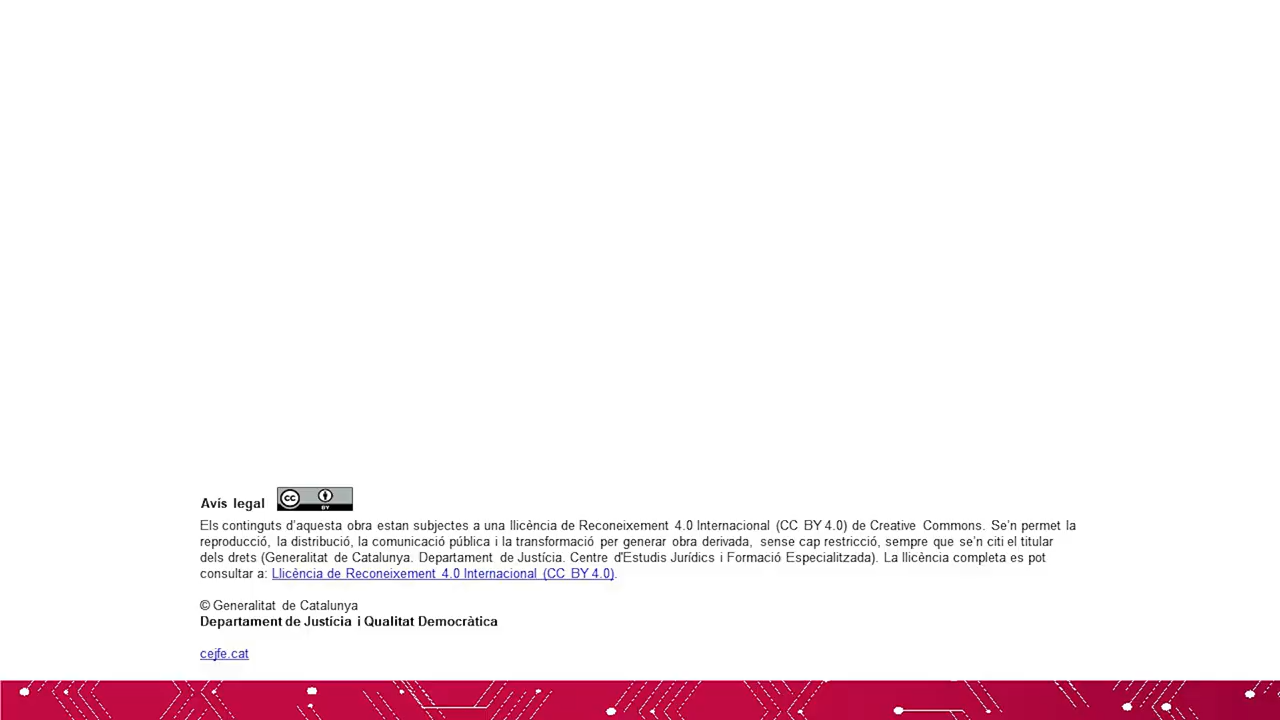 Avís legal
cc
BY
Els continguts d'aquesta obra estan subjectes a una llicència de Reconeixement 4.0 Internacional (CC BY 4.0) de Creative Commons. Se'n permet la
reproducció, la distribució, la comunicació pública i la transformació per generar obra derivada, sense cap restricció, sempre que se'n citi el titular
dels drets (Generalitat de Catalunya. Departament de Justícia. Centre d'Estudis Jurídics i Formació Especialitzada). La llicència completa es pot
consultar a: Llicència de Reconeixement 4.0 Internacional (CC BY 4.0).
© Generalitat de Catalunya
Departament de Justícia i Qualitat Democràtica
cejfe.cat